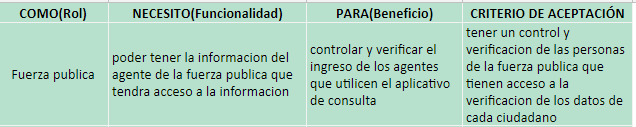 COMO(Rol)
NECESITO(Funcionalidad)
PARA(Beneficio)
CRITERIO DE ACEPTACIÓN
Fuerza publica
poder tener la informacion del
agente de la fuerza publica que
tendra acceso a la informacion
controlar y verificar el
ingreso de los agentes
que utilicen el aplicativo
de consulta
tener un control y
verificacion de las personas
de la fuerza publica que
tienen acceso a la
verificacion de los datos de
cada ciudadano